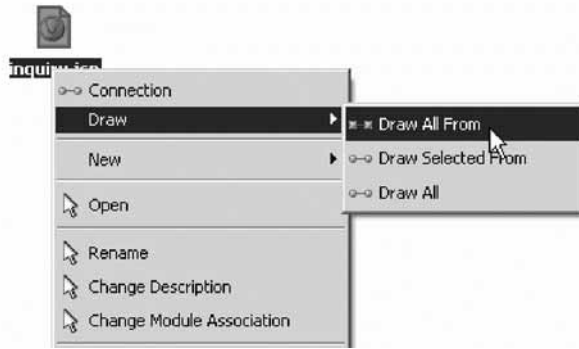 Connection
Draw
New
Open
Rename
Change Description
Change Module Association
Draw All From
Draw Selected From
Draw All